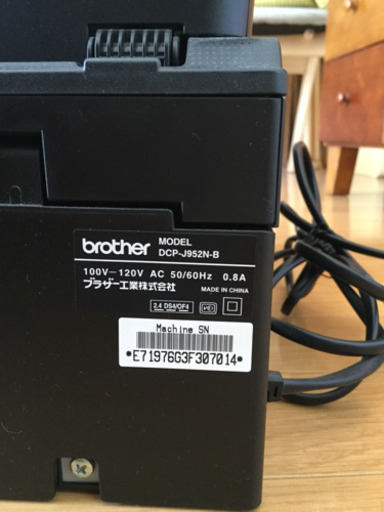 brother MODEL DCP-J952N-B
100V-120V AC 50/60Hz 0.8A
ブラザー工業株式会社 MADE IN CHINA
2.4 DS4/OF4
Machine SN
•E71976G3F307014•